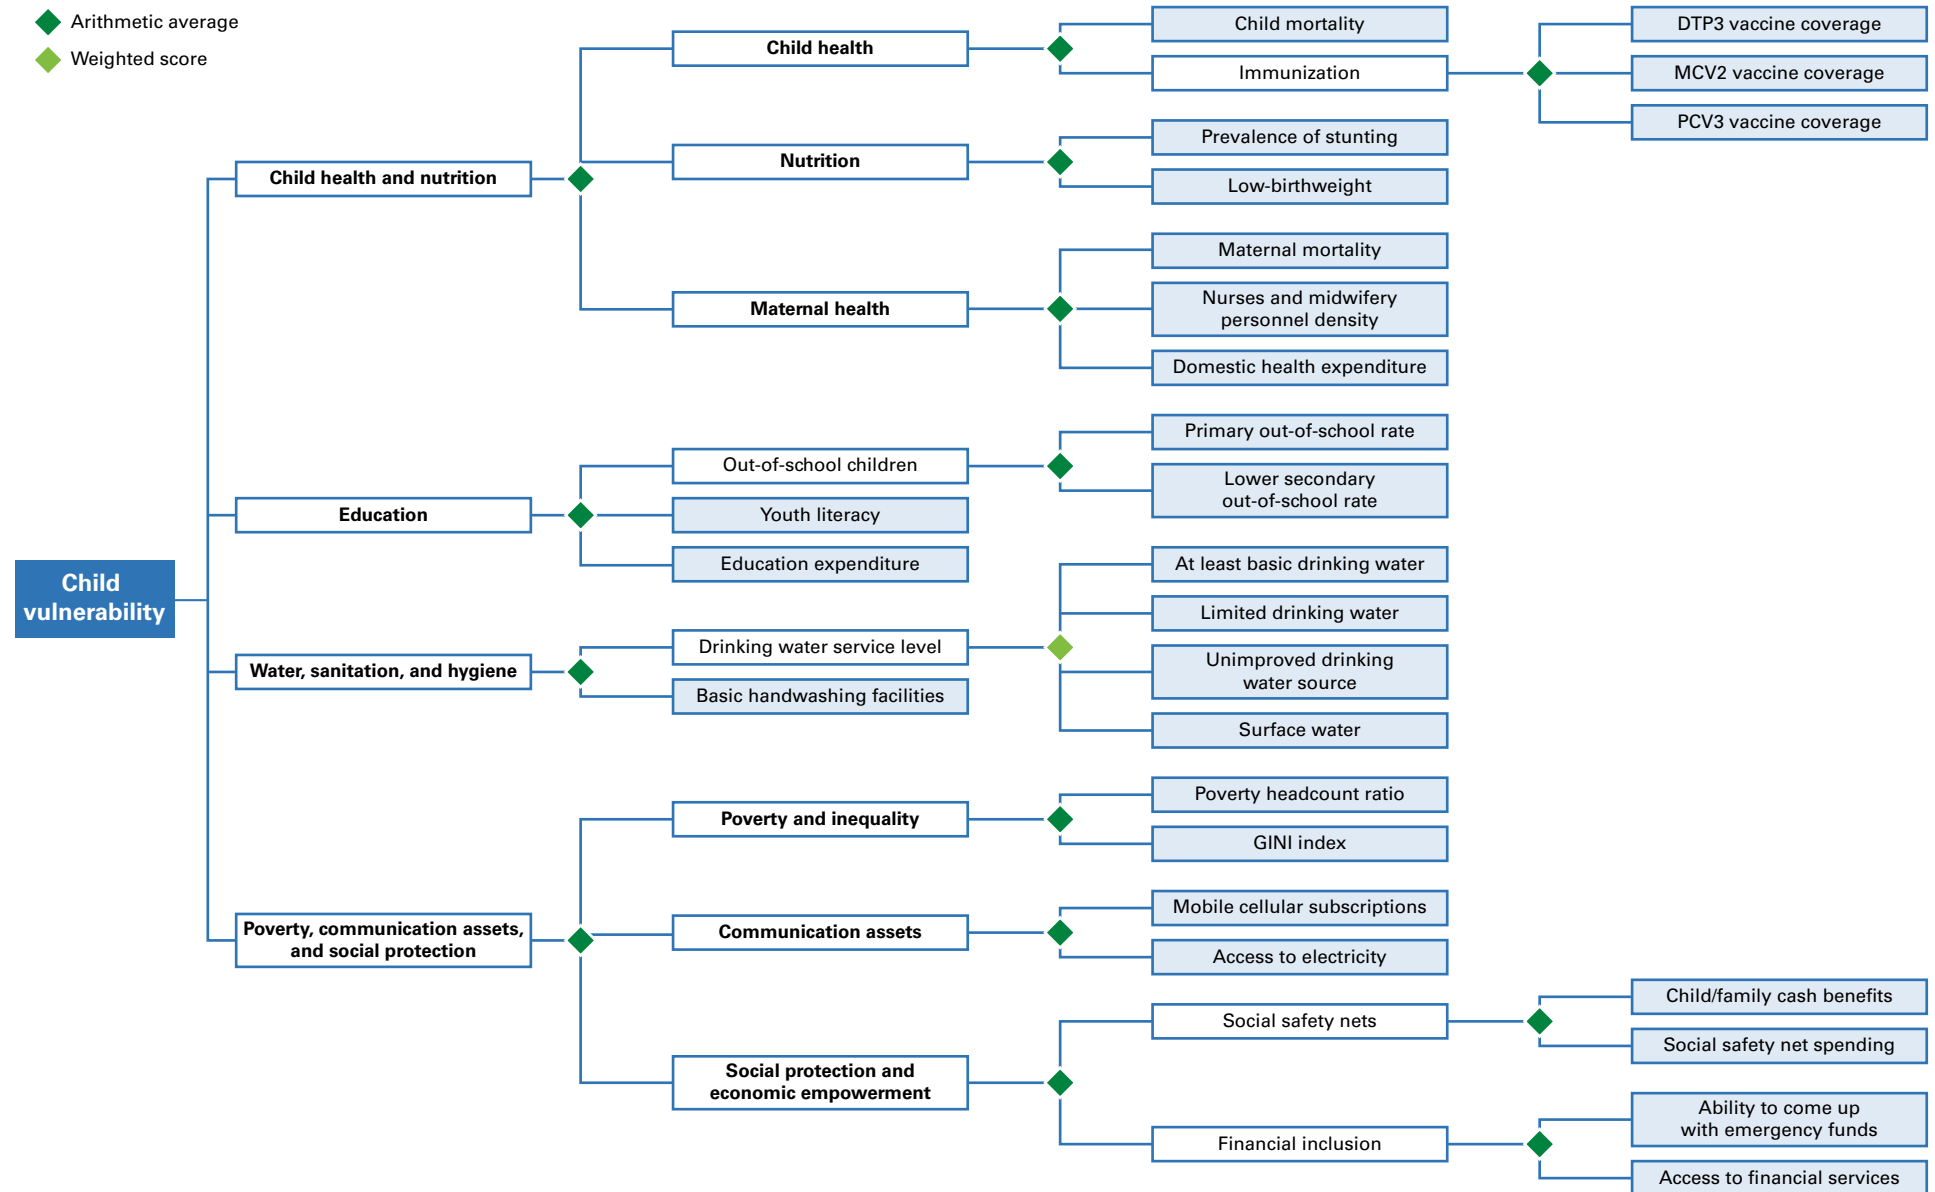 Arithmetic average
Weighted score
Child
vulnerability
Child health and nutrition
Child health
Child mortality
Immunization
DTP3 vaccine coverage
MCV2 vaccine coverage
PCV3 vaccine coverage
Nutrition
Prevalence of stunting
Low-birthweight
Maternal health
Maternal mortality
Nurses and midwifery
personnel density
Domestic health expenditure
Education
Out-of-school children
Primary out-of-school rate
Lower secondary
out-of-school rate
Youth literacy
Education expenditure
Water, sanitation, and hygiene
Drinking water service level
At least basic drinking water
Limited drinking water
Unimproved drinking
water source
Surface water
Basic handwashing facilities
Poverty, communication assets,
and social protection
Poverty and inequality
Poverty headcount ratio
GINI index
Communication assets
Mobile cellular subscriptions
Access to electricity
Social protection and
economic empowerment
Social safety nets
Child/family cash benefits
Social safety net spending
Financial inclusion
Ability to come up
with emergency funds
Access to financial services